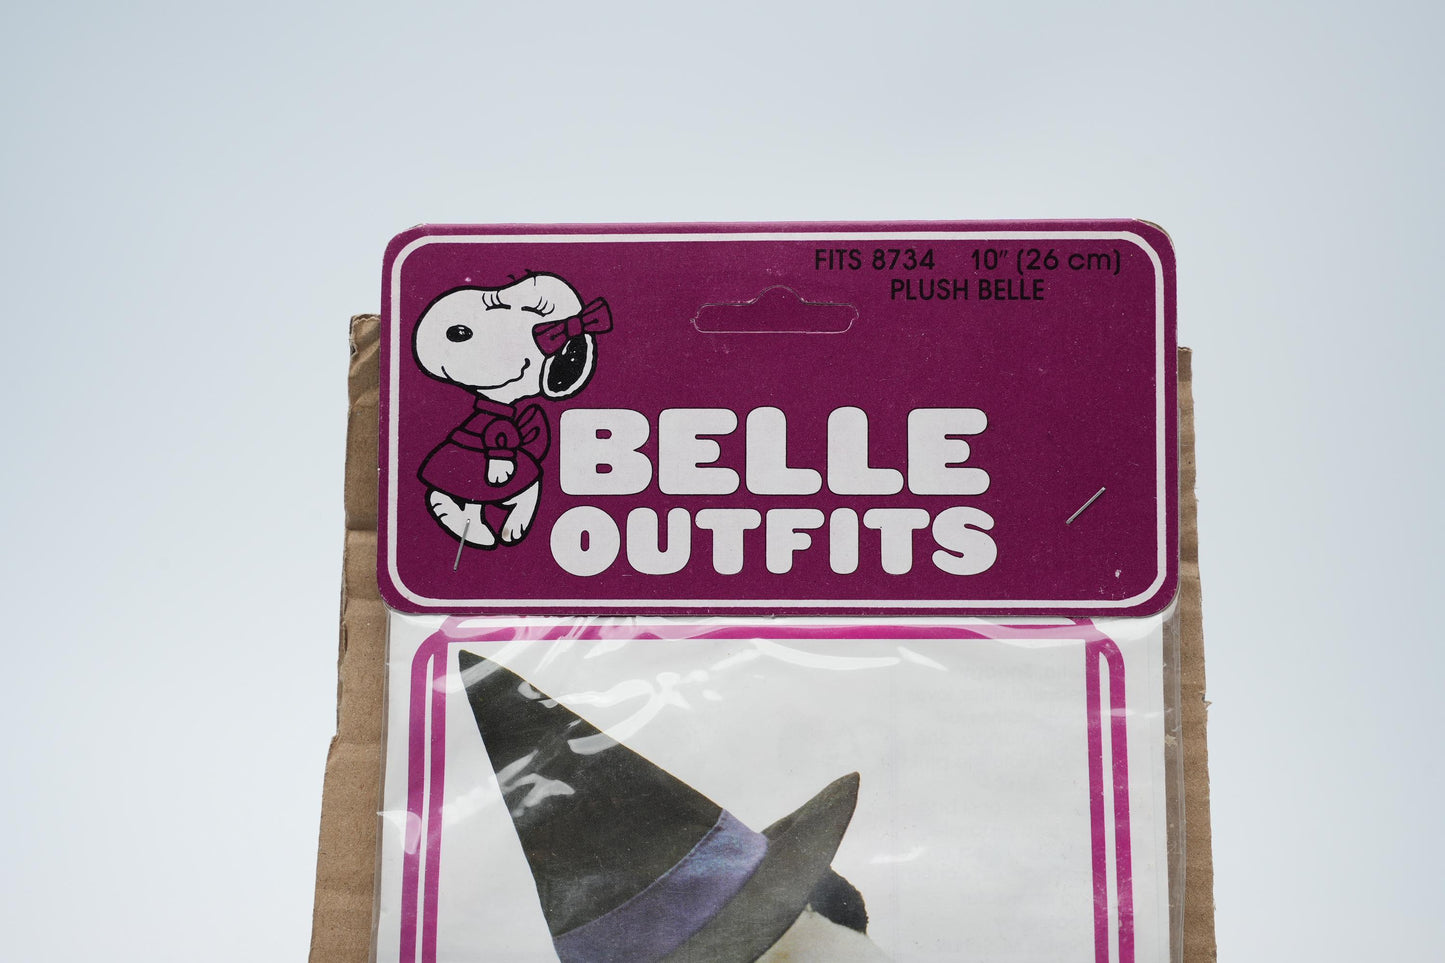 FITS 8734 10" (26 cm)
PLUSH BELLE
BELLE
OUTFITS